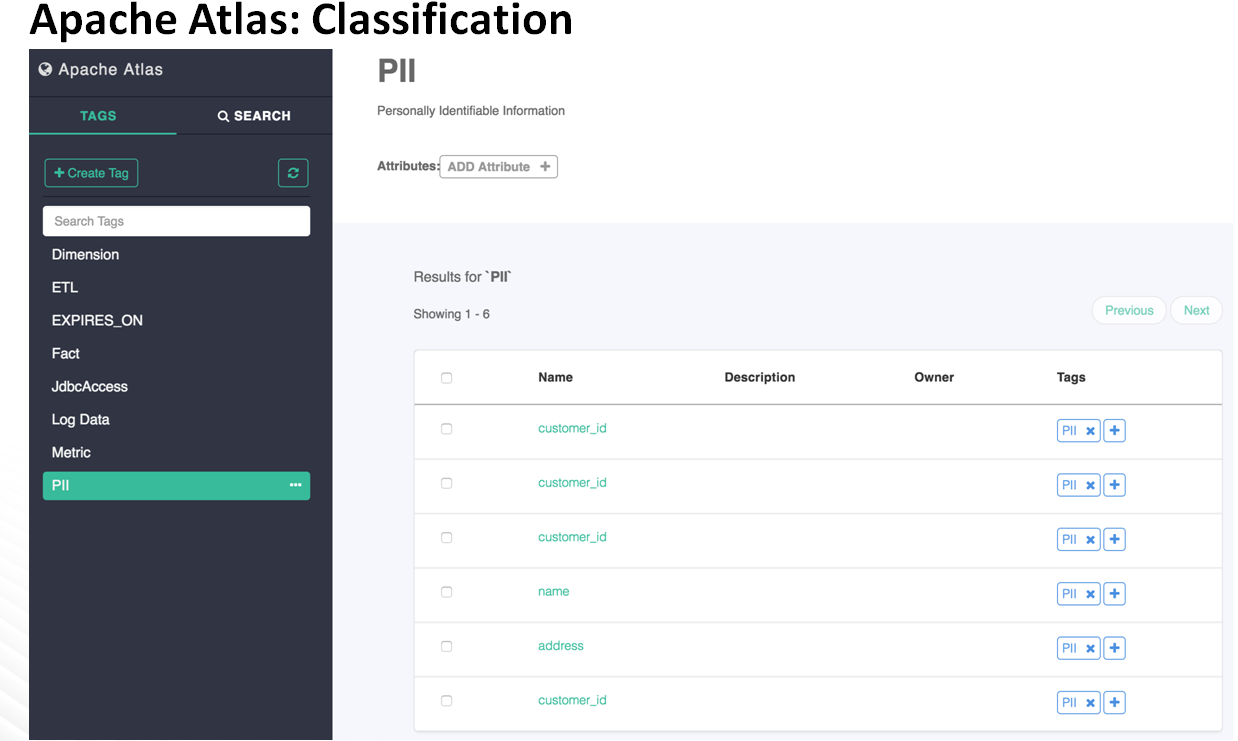 Apache Atlas: Classification
Apache Atlas
TAGS SEARCH
Create Tag
Search Tags
Dimension
ETL
EXPIRES_ON
Fact
JdbcAccess
Log Data
Metric
PII
PII
Personally Identifiable Information
Attributes: ADD Attribute +
Results for `PII`
Showing 1 - 6
Previous Next
Name Description Owner Tags
customer_id PII
customer_id PII
customer_id PII
name PII
address PII
customer_id PII